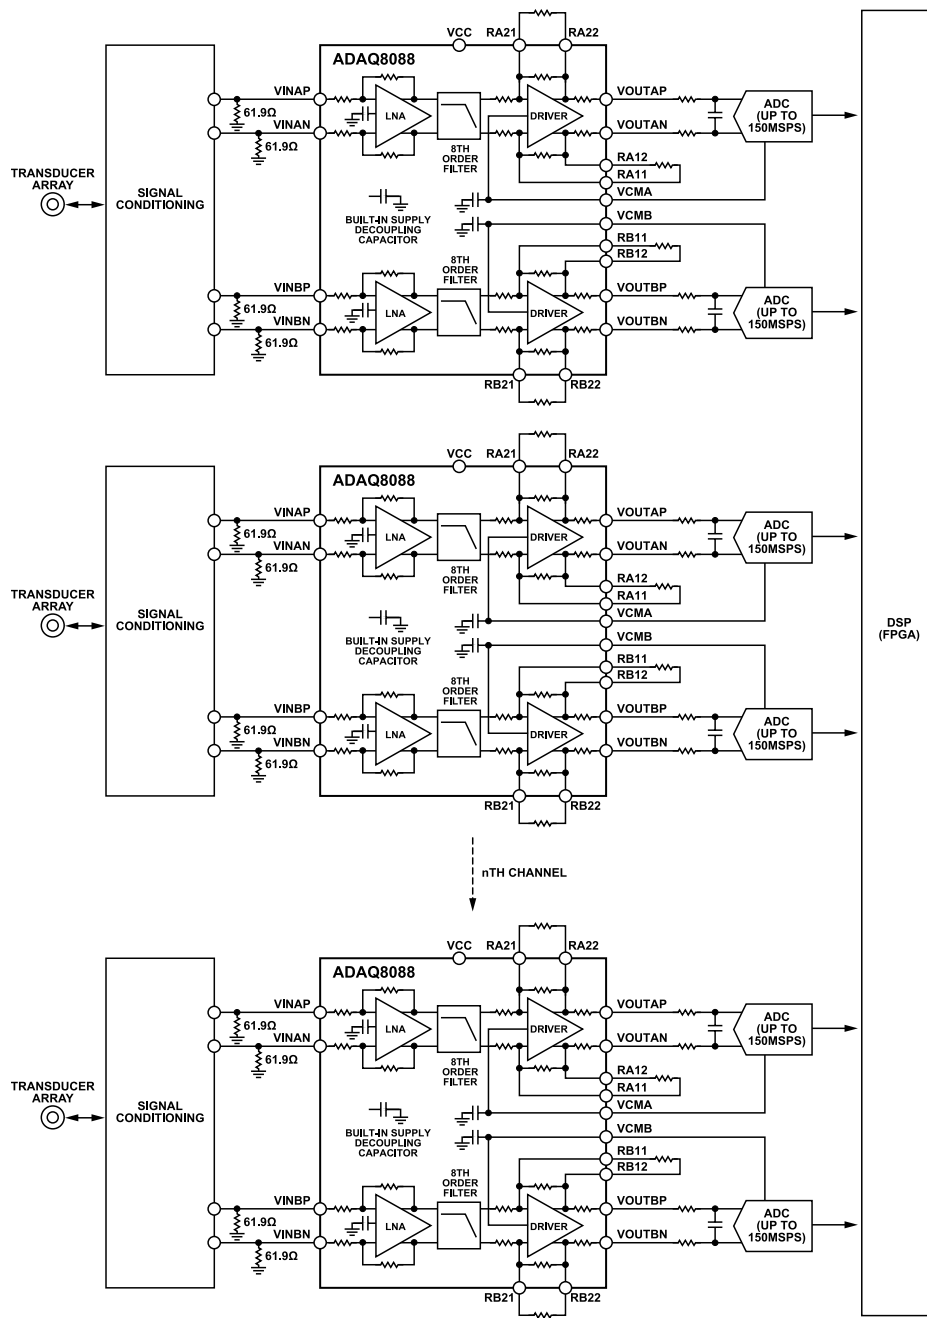 VCC
RA21
RA22
ADAQ8088
VINAP
61.9Ω
VINAN
61.9Ω
LNA
8TH
ORDER
FILTER
DRIVER
VOUTAP
VOUTAN
RA12
RA11
VCMA
ADC
(UP TO
150MSPS)
TRANSDUCER
ARRAY
SIGNAL
CONDITIONING
BUILT-IN SUPPLY
DECOUPLING
CAPACITOR
VCMB
RB11
RB12
VINBP
61.9Ω
VINBN
61.9Ω
LNA
8TH
ORDER
FILTER
DRIVER
VOUTBP
VOUTBN
ADC
(UP TO
150MSPS)
RB21
RB22
VCC
RA21
RA22
ADAQ8088
VINAP
61.9Ω
VINAN
61.9Ω
LNA
8TH
ORDER
FILTER
DRIVER
VOUTAP
VOUTAN
RA12
RA11
VCMA
ADC
(UP TO
150MSPS)
TRANSDUCER
ARRAY
SIGNAL
CONDITIONING
BUILT-IN SUPPLY
DECOUPLING
CAPACITOR
VCMB
RB11
RB12
DSP
(FPGA)
VINBP
61.9Ω
VINBN
61.9Ω
LNA
8TH
ORDER
FILTER
DRIVER
VOUTBP
VOUTBN
ADC
(UP TO
150MSPS)
RB21
RB22
nTH CHANNEL
VCC
RA21
RA22
ADAQ8088
VINAP
61.9Ω
VINAN
61.9Ω
LNA
8TH
ORDER
FILTER
DRIVER
VOUTAP
VOUTAN
RA12
RA11
VCMA
ADC
(UP TO
150MSPS)
TRANSDUCER
ARRAY
SIGNAL
CONDITIONING
BUILT-IN SUPPLY
DECOUPLING
CAPACITOR
VCMB
RB11
RB12
VINBP
61.9Ω
VINBN
61.9Ω
LNA
8TH
ORDER
FILTER
DRIVER
VOUTBP
VOUTBN
ADC
(UP TO
150MSPS)
RB21
RB22